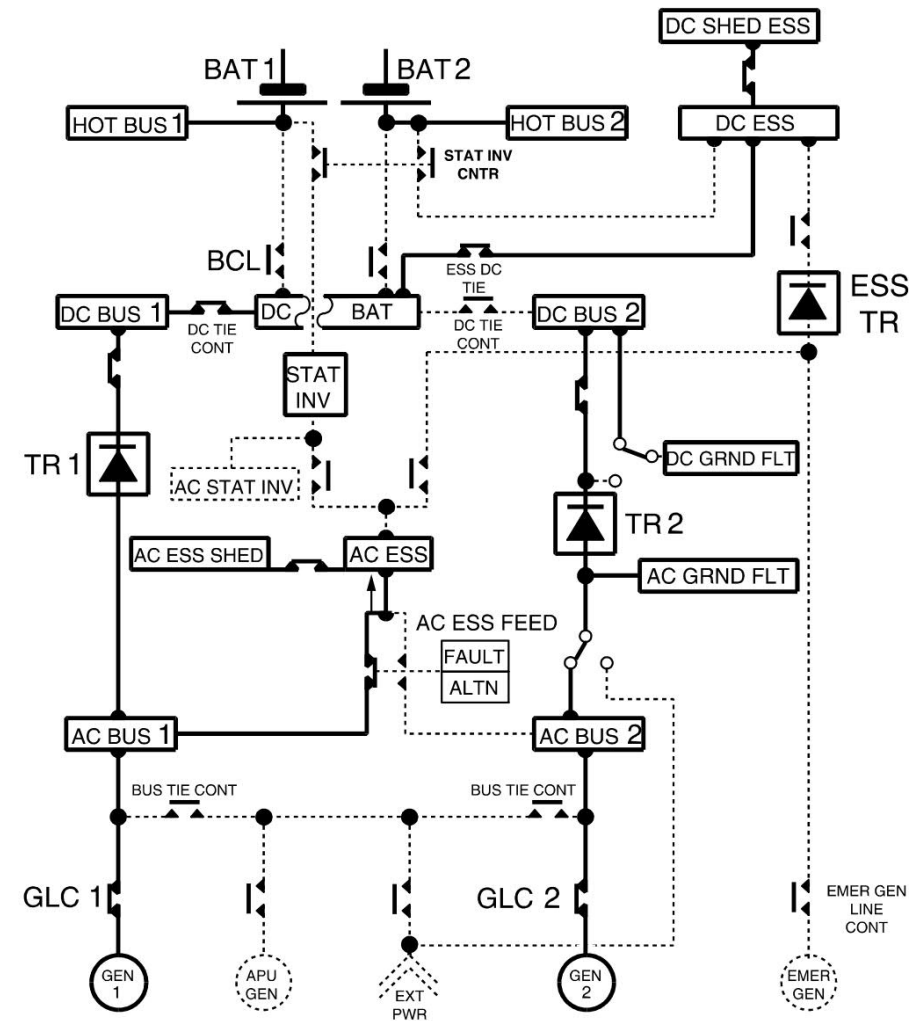 DC SHED ESS
BAT 1
BAT 2
HOT BUS 1
HOT BUS 2
DC ESS
STAT INV
CNTR
BCL
ESS DC
TIE
ESS
TR
DC BUS 1
DC
BAT
DC BUS 2
DC TIE
CONT
DC TIE
CONT
STAT
INV
TR 1
AC STAT INV
DC GRND FLT
TR 2
AC ESS SHED
AC ESS
AC GRND FLT
AC ESS FEED
FAULT
ALTN
AC BUS 1
AC BUS 2
BUS TIE CONT
BUS TIE CONT
GLC 1
GLC 2
EMER GEN
LINE
CONT
GEN
1
APU
GEN
EXT
PWR
GEN
2
EMER
GEN